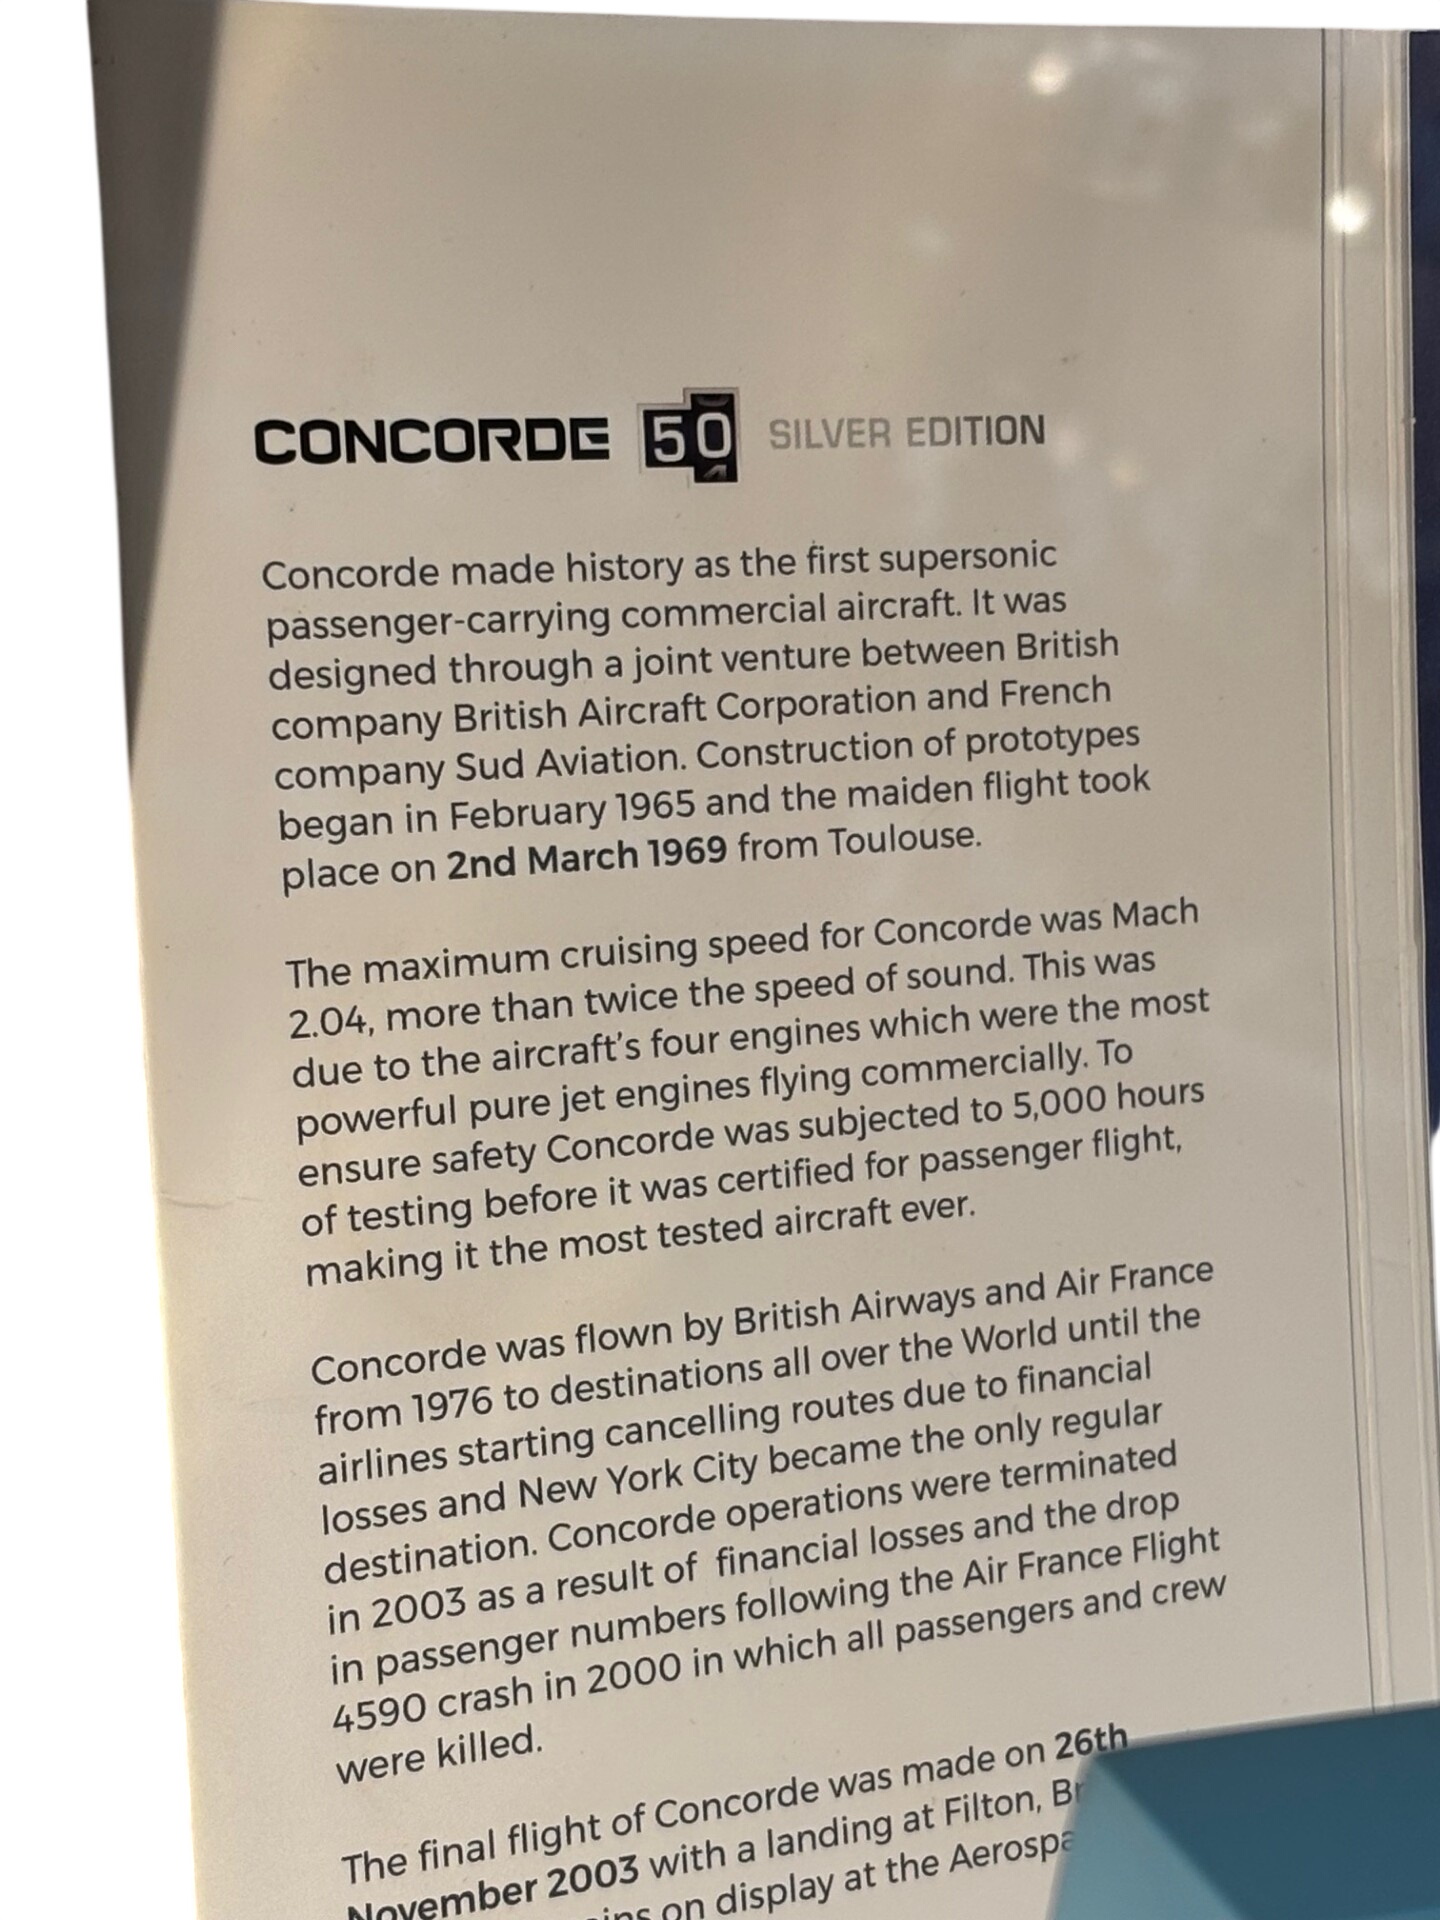 CONCORDE 50 SILVER EDITION
Concorde made history as the first supersonic
passenger-carrying commercial aircraft. It was
designed through a joint venture between British
company British Aircraft Corporation and French
company Sud Aviation. Construction of prototypes
began in February 1965 and the maiden flight took
place on 2nd March 1969 from Toulouse.
The maximum cruising speed for Concorde was Mach
2.04, more than twice the speed of sound. This was
due to the aircraft's four engines which were the most
powerful pure jet engines flying commercially. To
ensure safety Concorde was subjected to 5,000 hours
of testing before it was certified for passenger flight,
making it the most tested aircraft ever.
Concorde was flown by British Airways and Air France
from 1976 to destinations all over the World until the
airlines starting cancelling routes due to financial
losses and New York City became the only regular
destination. Concorde operations were terminated
in 2003 as a result of financial losses and the drop
in passenger numbers following the Air France Flight
4590 crash in 2000 in which all passengers and crew
were killed.
The final flight of Concorde was made on 26th
November 2003 with a landing at Filton,
on display at the